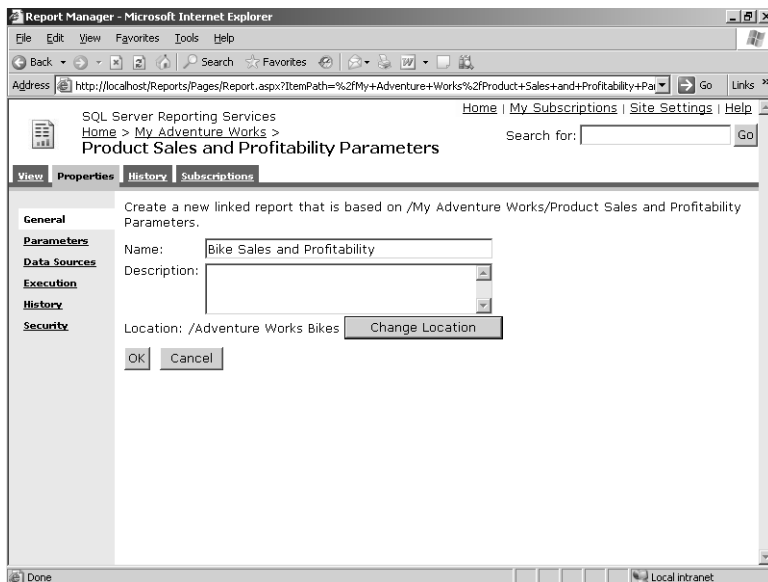 Report Manager - Microsoft Internet Explorer
File Edit View Favorites Tools Help
Back Search Favorites
Address http://localhost/Reports/Pages/Report.aspx?ItemPath=%2fMy+Adventure+Works%2fProduct+Sales+and+Profitability+Pa Go Links »
Home | My Subscriptions | Site Settings | Help
SQL Server Reporting Services
Home > My Adventure Works >
Search for: Go
Product Sales and Profitability Parameters
View Properties History Subscriptions
General
Parameters
Data Sources
Execution
History
Security
Create a new linked report that is based on /My Adventure Works/Product Sales and Profitability
Parameters.
Name: Bike Sales and Profitability
Description:
Location: /Adventure Works Bikes Change Location
OK Cancel
Done Local intranet